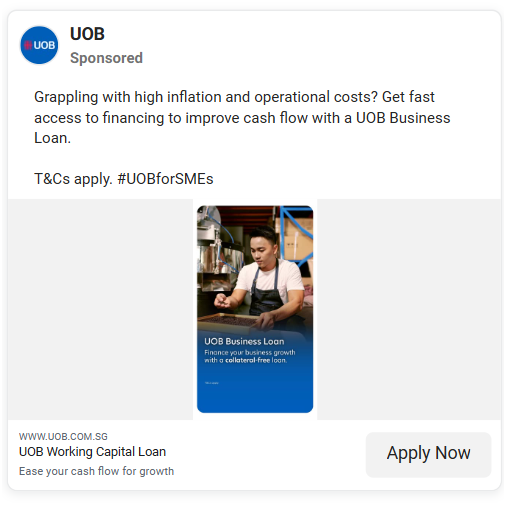 UOB
UOB
Sponsored
Grappling with high inflation and operational costs? Get fast
access to financing to improve cash flow with a UOB Business
Loan.
T&Cs apply. #UOBforSMEs
UOB Business Loan
Finance your business growth
with a collateral-free loan.
WWW.UOB.COM.SG
UOB Working Capital Loan
Ease your cash flow for growth
Apply Now